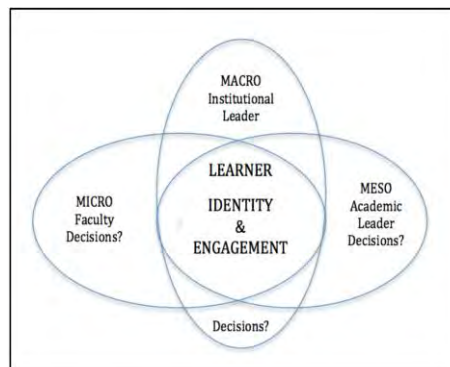 MACRO
Institutional
Leader
LEARNER
IDENTITY
&
ENGAGEMENT
MICRO
Faculty
Decisions?
MESO
Academic
Leader
Decisions?
Decisions?